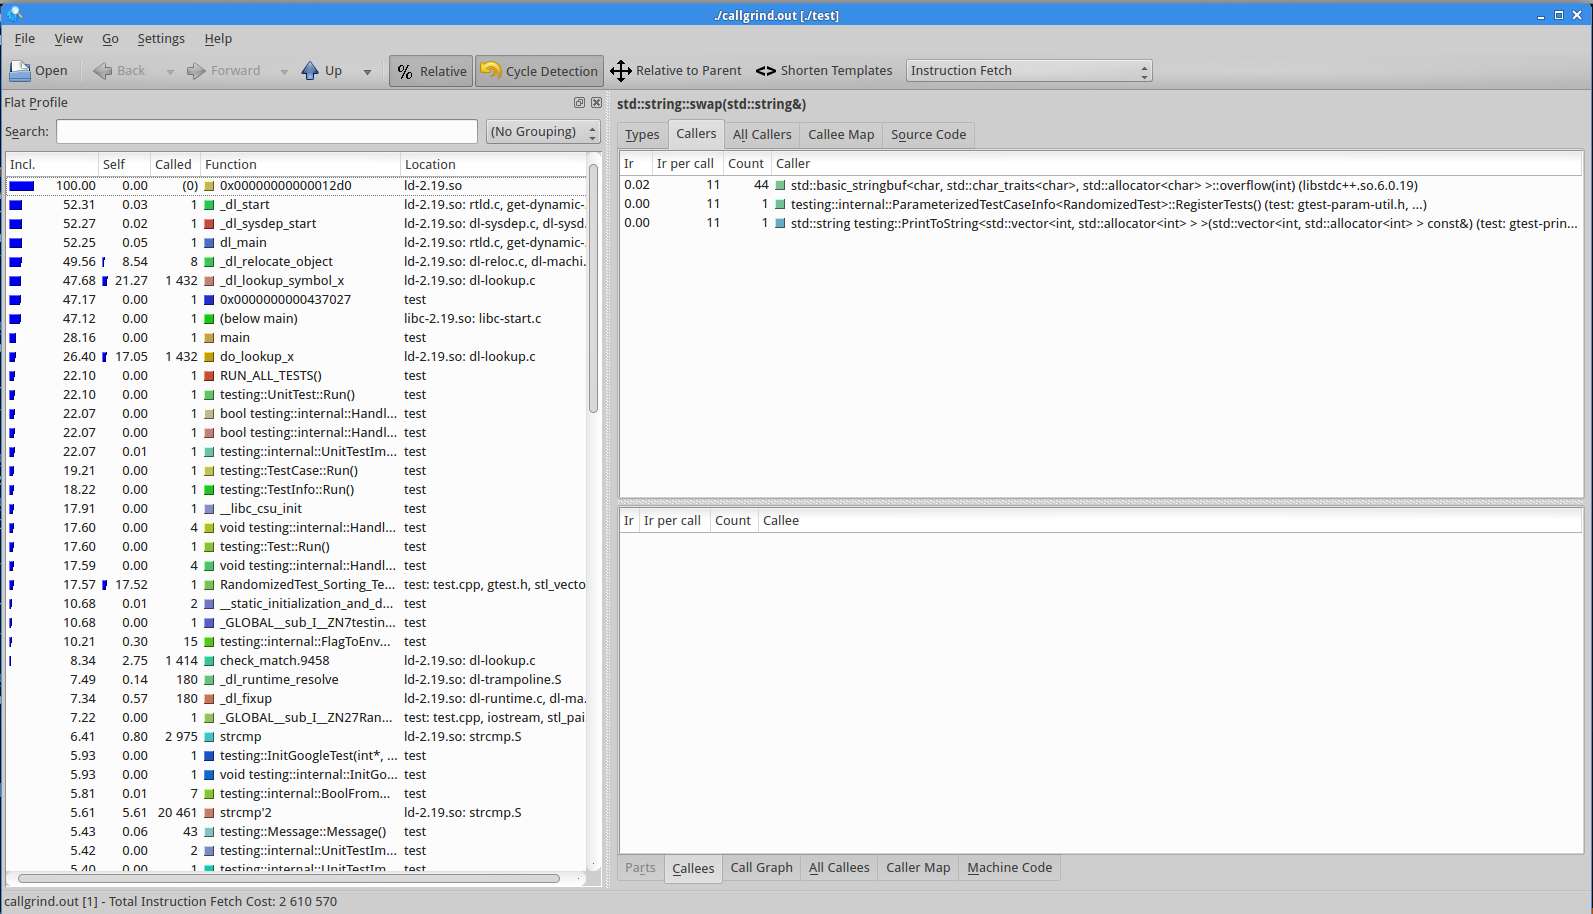 ./callgrind.out [./test]
File View Go Settings Help
Open Back Forward Up % Relative Cycle Detection Relative to Parent <> Shorten Templates Instruction Fetch
Flat Profile
Search: (No Grouping)
Incl. Self Called Function Location
100.00 0.00 (0) 0x00000000000012d0 ld-2.19.so
52.31 0.03 1 _dl_start ld-2.19.so: rtld.c, get-dynamic-
52.27 0.02 1 _dl_sysdep_start ld-2.19.so: dl-sysdep.c, dl-sysd.
52.25 0.05 1 dl_main ld-2.19.so: rtld.c, get-dynamic-
49.56 8.54 8 _dl_relocate_object ld-2.19.so: dl-reloc.c, dl-machi.
47.68 21.27 1 432 _dl_lookup_symbol_x ld-2.19.so: dl-lookup.c
47.17 0.00 1 0x0000000000437027 test
47.12 0.00 1 (below main) libc-2.19.so: libc-start.c
28.16 0.00 1 main test
26.40 17.05 1 432 do_lookup_x ld-2.19.so: dl-lookup.c
22.10 0.00 1 RUN_ALL_TESTS() test
22.10 0.00 1 testing::UnitTest::Run() test
22.07 0.00 1 bool testing::internal::Handl... test
22.07 0.00 1 bool testing::internal::Handl... test
22.07 0.01 1 testing::internal::UnitTestIm... test
19.21 0.00 1 testing::TestCase::Run() test
18.22 0.00 1 testing::TestInfo::Run() test
17.91 0.00 1 __libc_csu_init test
17.60 0.00 4 void testing::internal::Handl... test
17.60 0.00 1 testing::Test::Run() test
17.59 0.00 4 void testing::internal::Handl... test
17.57 17.52 1 RandomizedTest_Sorting_Te... test: test.cpp, gtest.h, stl_vecto
10.68 0.01 2 __static_initialization_and_d... test
10.68 0.00 1 _GLOBAL__sub_I__ZN7testin... test
10.21 0.30 15 testing::internal::FlagToEnv... test
8.34 2.75 1 414 check_match.9458 ld-2.19.so: dl-lookup.c
7.49 0.14 180 _dl_runtime_resolve ld-2.19.so: dl-trampoline.S
7.34 0.57 180 _dl_fixup ld-2.19.so: dl-runtime.c, dl-ma.
7.22 0.00 1 _GLOBAL__sub_I__ZN27Ran... test: test.cpp, iostream, stl_pai
6.41 0.80 2 975 strcmp ld-2.19.so: strcmp.S
5.93 0.00 1 testing::InitGoogleTest(int*, ... test
5.93 0.00 1 void testing::internal::InitGo... test
5.81 0.01 7 testing::internal::BoolFrom... test
5.61 5.61 20 461 strcmp'2 ld-2.19.so: strcmp.S
5.43 0.06 43 testing::Message::Message() test
5.42 0.00 2 testing::internal::UnitTestIm... test
5.40 0.00 1 testing::internal::UnitTestIm... test
std::string::swap(std::string&)
Types Callers All Callers Callee Map Source Code
Ir Ir per call Count Caller
0.02 11 44 std::basic_stringbuf<char, std::char_traits<char>, std::allocator<char> >::overflow(int) (libstdc++.so.6.0.19)
0.00 11 1 testing::internal::ParameterizedTestCaseInfo<RandomizedTest>::RegisterTests() (test: gtest-param-util.h, ...)
0.00 11 1 std::string testing::PrintToString<std::vector<int, std::allocator<int> > >(std::vector<int, std::allocator<int> > const&) (test: gtest-prin...
Ir Ir per call Count Callee
Parts Callees Call Graph All Callees Caller Map Machine Code
callgrind.out [1] - Total Instruction Fetch Cost: 2 610 570